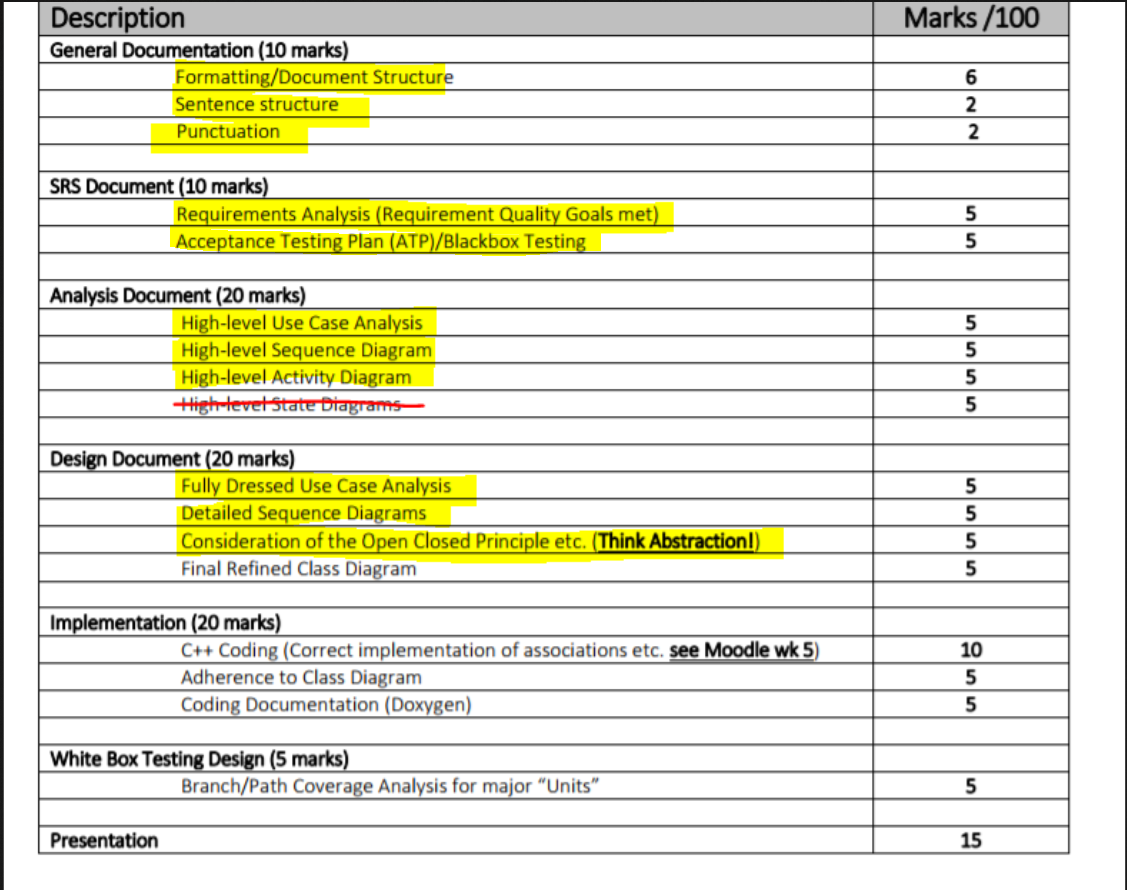 Description Marks /100
General Documentation (10 marks)
Formatting/Document Structure 6
Sentence structure 2
Punctuation 2
SRS Document (10 marks)
Requirements Analysis (Requirement Quality Goals met) 5
Acceptance Testing Plan (ATP)/Blackbox Testing 5
Analysis Document (20 marks)
High-level Use Case Analysis 5
High-level Sequence Diagram 5
High-level Activity Diagram 5
High-level State Diagrams 5
Design Document (20 marks)
Fully Dressed Use Case Analysis 5
Detailed Sequence Diagrams 5
Consideration of the Open Closed Principle etc. (Think Abstraction!) 5
Final Refined Class Diagram 5
Implementation (20 marks)
C++ Coding (Correct implementation of associations etc. see Moodle wk 5) 10
Adherence to Class Diagram 5
Coding Documentation (Doxygen) 5
White Box Testing Design (5 marks)
Branch/Path Coverage Analysis for major “Units” 5
Presentation 15